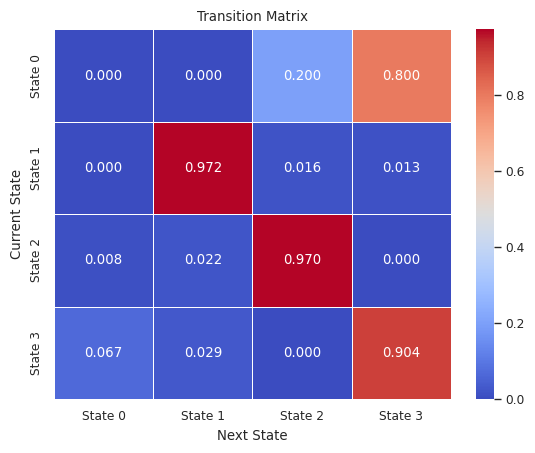 Transition Matrix
Current State
State 0
0.000 0.000 0.200 0.800
State 1
0.000 0.972 0.016 0.013
State 2
0.008 0.022 0.970 0.000
State 3
0.067 0.029 0.000 0.904
State 0 State 1 State 2 State 3
Next State
0.8
0.6
0.4
0.2
0.0